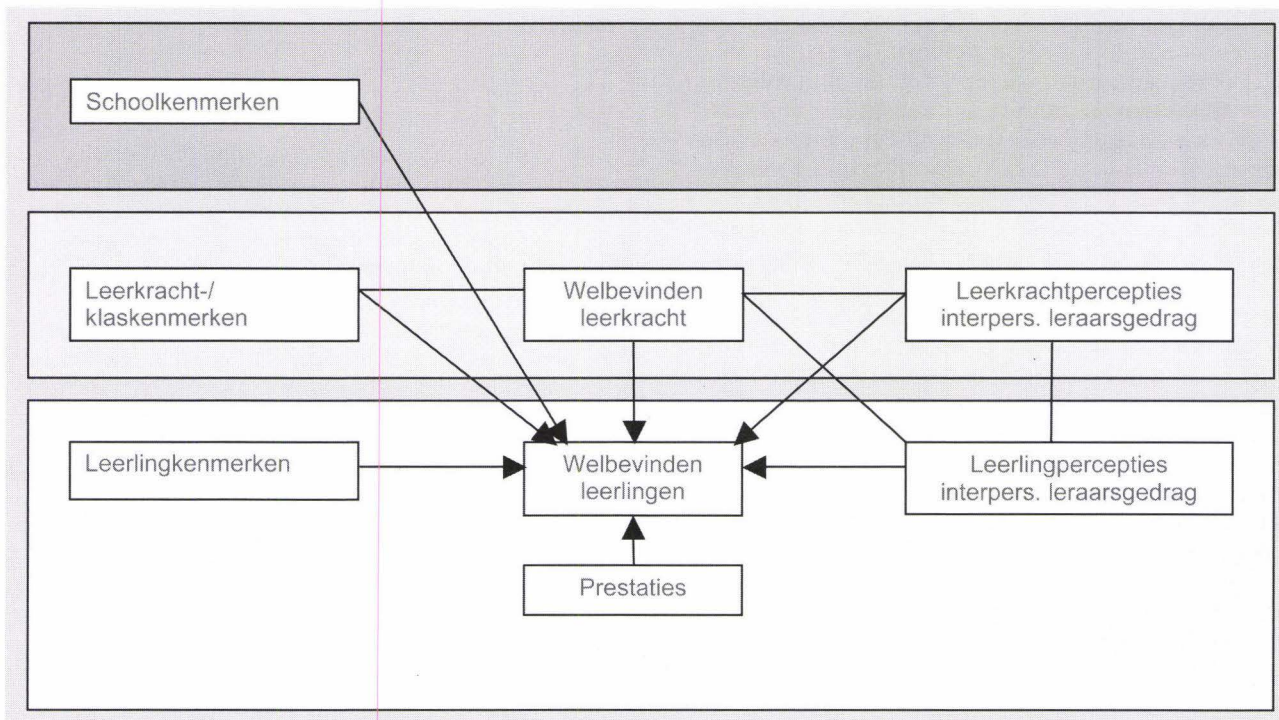 Schoolkenmerken
Leerkracht-/
klaskenmerken
Welbevinden
leerkracht
Leerkrachtpercepties
interpers. leraarsgedrag
Leerlingkenmerken
Welbevinden
leerlingen
Leerlingpercepties
interpers. leraarsgedrag
Prestaties